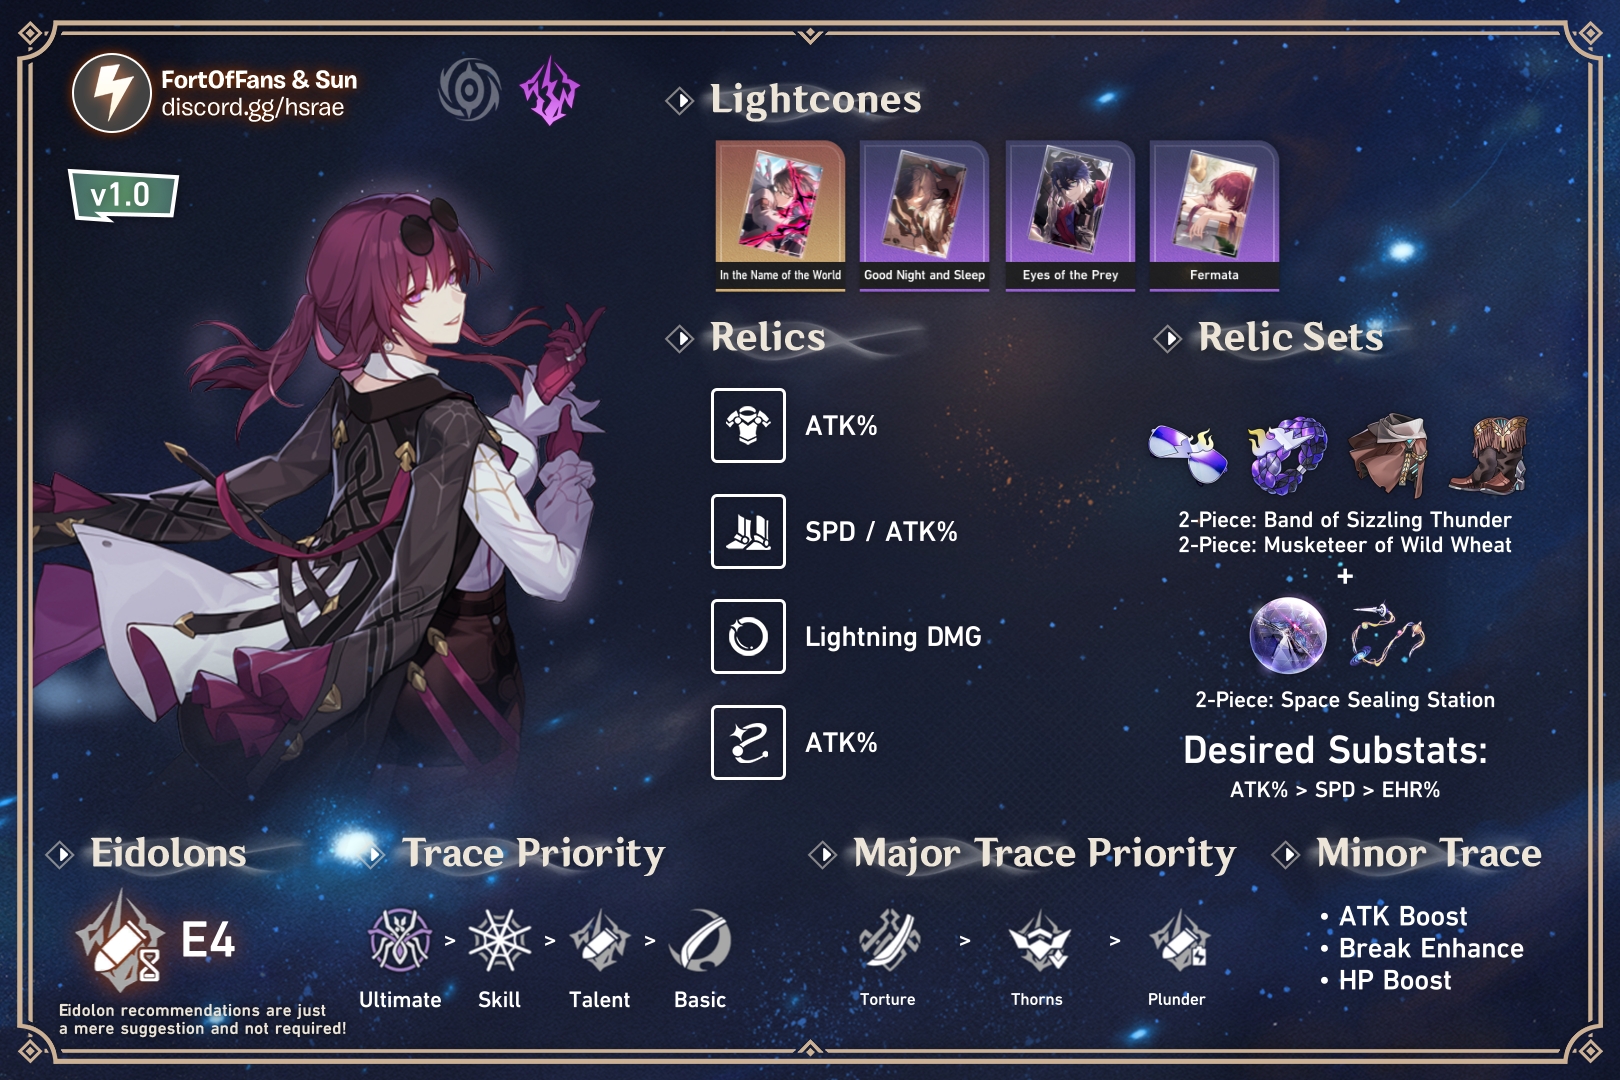 FortOfFans & Sun
discord.gg/hsrae
v1.0
Lightcones
In the Name of the World
Good Night and Sleep
Eyes of the Prey
Fermata
Relics
ATK%
SPD / ATK%
Lightning DMG
ATK%
Relic Sets
2-Piece: Band of Sizzling Thunder
2-Piece: Musketeer of Wild Wheat
+
2-Piece: Space Sealing Station
Desired Substats:
ATK% > SPD > EHR%
Eidolons
E4
Eidolon recommendations are just
a mere suggestion and not required!
Trace Priority
Ultimate > Skill > Talent > Basic
Major Trace Priority
Torture > Thorns > Plunder
Minor Trace
• ATK Boost
• Break Enhance
• HP Boost